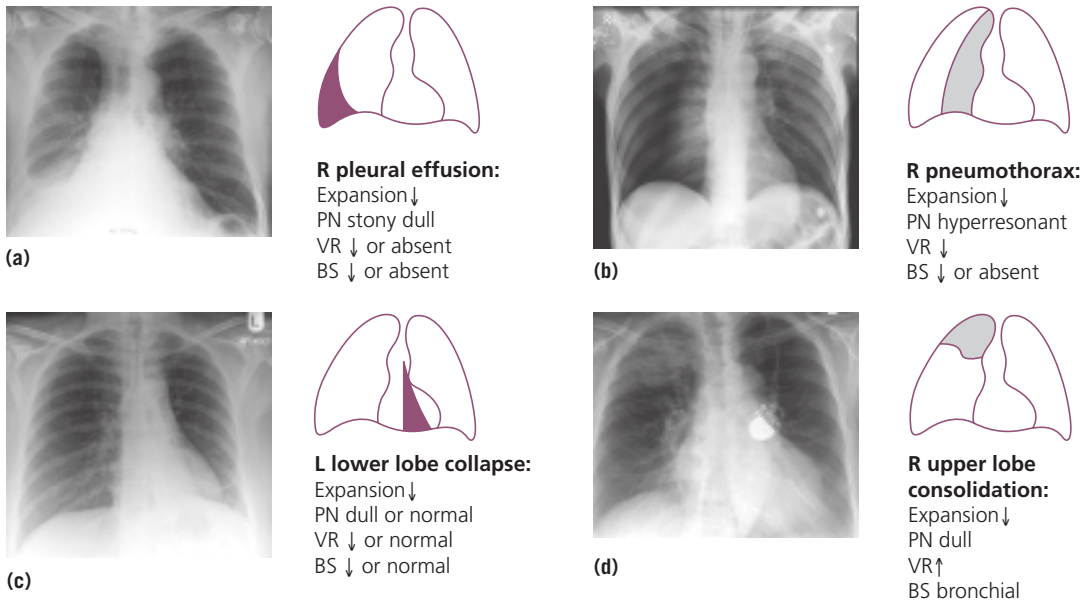 R pleural effusion:
Expansion↓
PN stony dull
VR ↓ or absent
BS ↓ or absent
(a)
R pneumothorax:
Expansion↓
PN hyperresonant
VR ↓
BS ↓ or absent
(b)
L
L lower lobe collapse:
Expansion↓
PN dull or normal
VR ↓ or normal
BS ↓ or normal
(c)
R upper lobe
consolidation:
Expansion↓
PN dull
VR↑
BS bronchial
(d)